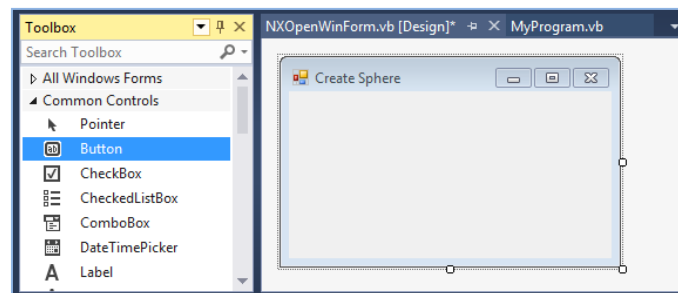 Toolbox
Search Toolbox
All Windows Forms
Common Controls
Pointer
Button
CheckBox
CheckedListBox
ComboBox
DateTimePicker
Label
NXOpenWinForm.vb [Design]* MyProgram.vb
Create Sphere